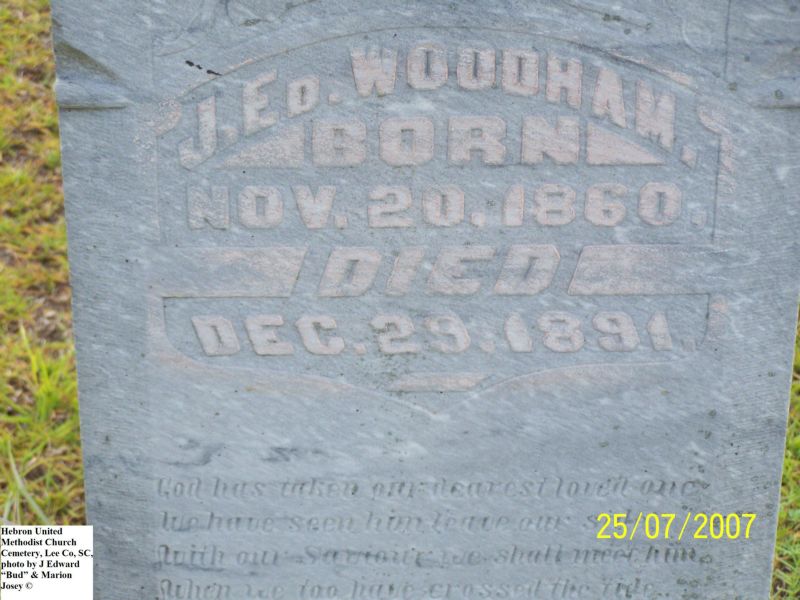 J. ED. WOODHAM.
BORN
NOV. 20. 1860.
DIED
DEC. 29. 1891.
God has taken our dearest lov'd one
We have seen him leave our
With our Saviour we shall meet him,
When we too have crossed the tide.
25/07/2007
Hebron United
Methodist Church
Cemetery, Lee Co, SC,
photo by J Edward
"Bud" & Marion
Josey ©